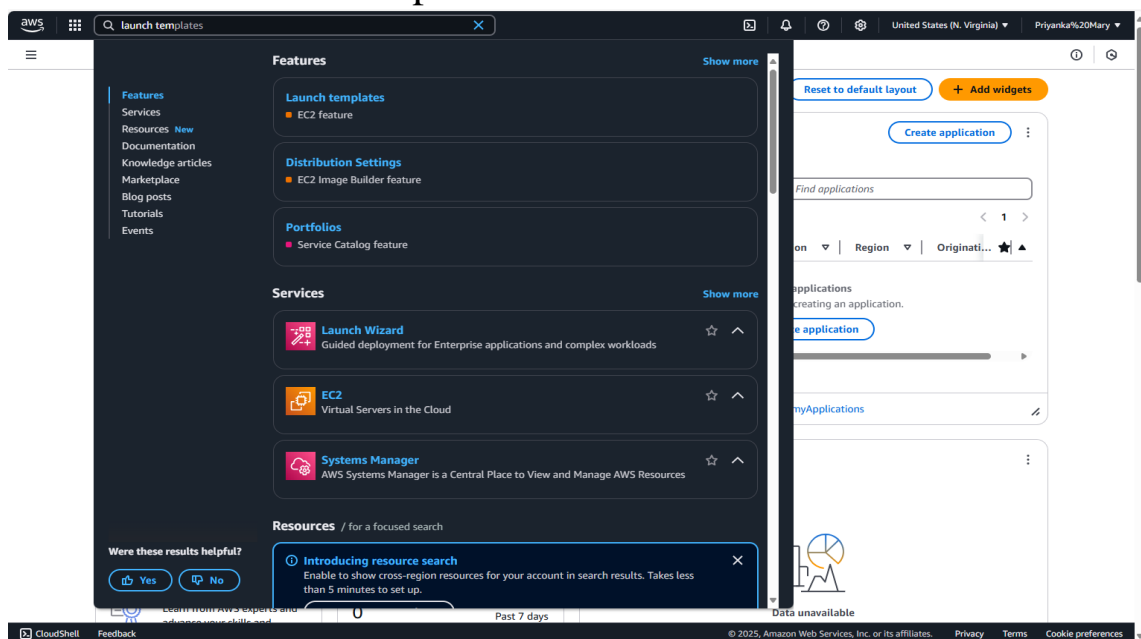 aws
launch templates
United States (N. Virginia) ▼
Priyanka%20Mary ▼
Features
Services
Resources New
Documentation
Knowledge articles
Marketplace
Blog posts
Tutorials
Events
Features
Show more
Launch templates
EC2 feature
Distribution Settings
EC2 Image Builder feature
Portfolios
Service Catalog feature
Services
Show more
Launch Wizard
Guided deployment for Enterprise applications and complex workloads
EC2
Virtual Servers in the Cloud
Systems Manager
AWS Systems Manager is a Central Place to View and Manage AWS Resources
Resources / for a focused search
Introducing resource search
Enable to show cross-region resources for your account in search results. Takes less
than 5 minutes to set up.
Were these results helpful?
Yes
No
Reset to default layout
+ Add widgets
Create application
Find applications
1
on
Region
Originati...
applications
creating an application.
application
myApplications
Data unavailable
Learn from AWS experts and
advance your skills and
0
Past 7 days
CloudShell
Feedback
© 2025, Amazon Web Services, Inc. or its affiliates.
Privacy
Terms
Cookie preferences